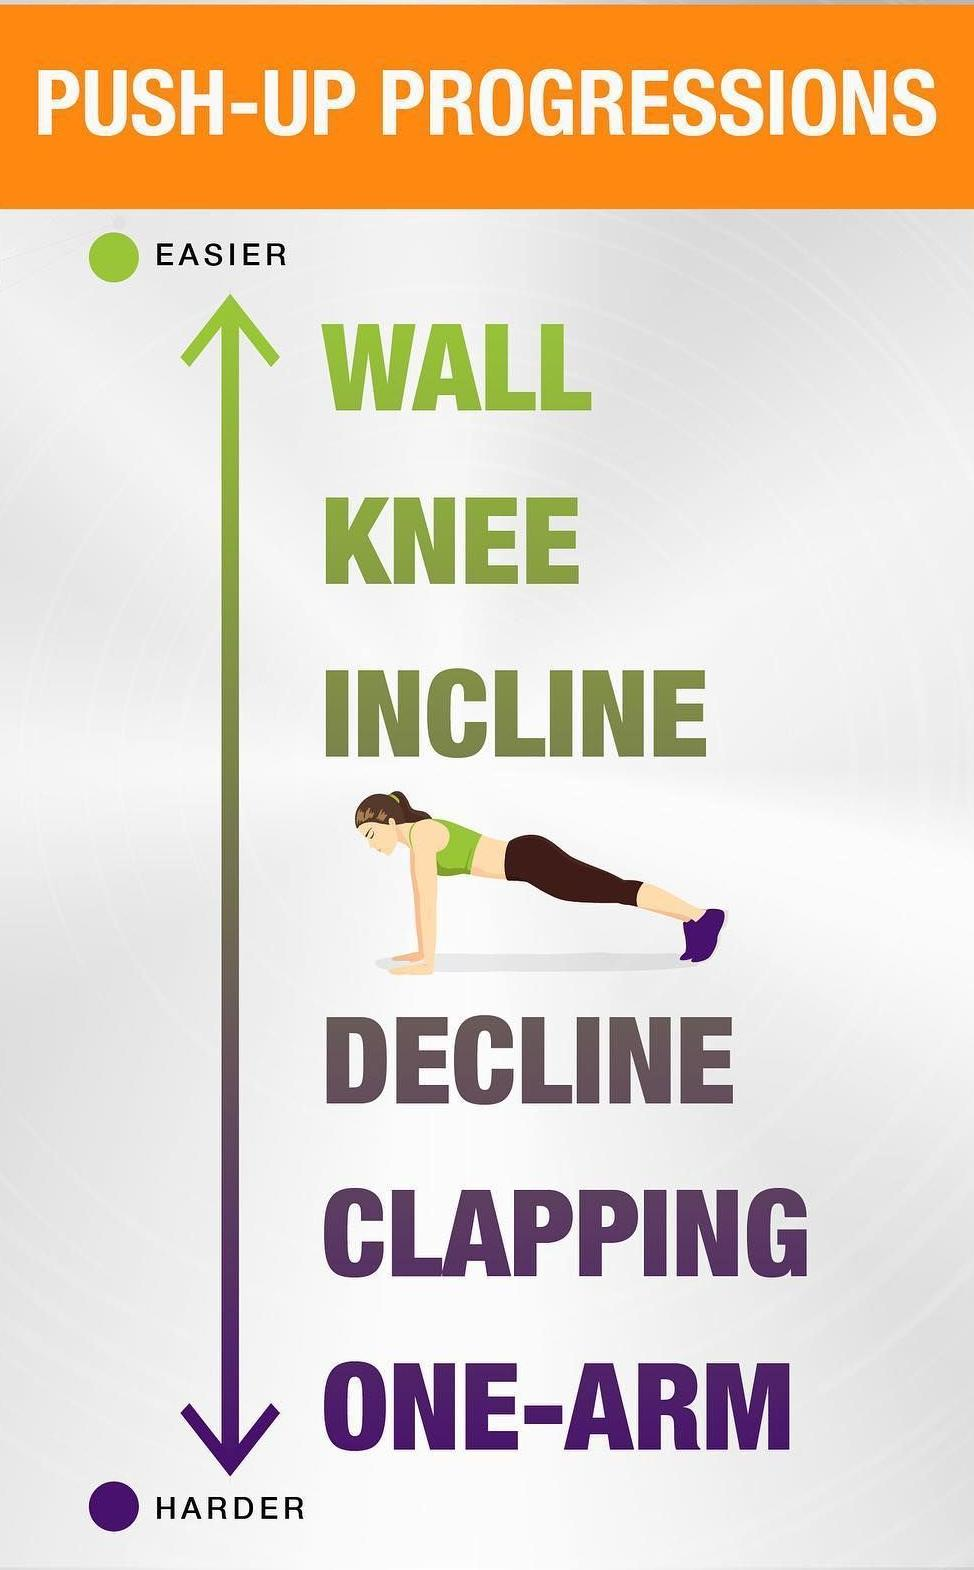 PUSH-UP PROGRESSIONS
EASIER
WALL
KNEE
INCLINE
DECLINE
CLAPPING
ONE-ARM
HARDER